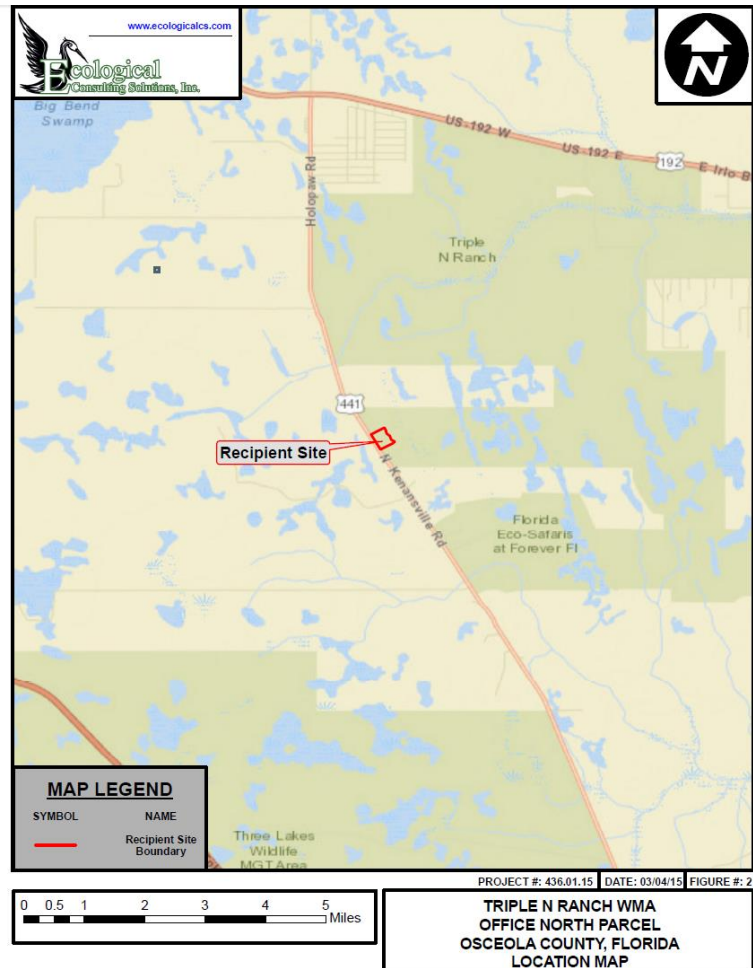 www.ecologicalcs.com
Ecological
Consulting Solutions, Inc.
N
Big Bend
Swamp
US-192 W
US-192 E
192
E Irlo B
Holopaw Rd
Triple
N Ranch
441
Recipient Site
N Kenansville Rd
Florida
Eco-Safaris
at Forever Fl
MAP LEGEND
SYMBOL NAME
Recipient Site
Boundary
Three Lakes
Wildlife
MGT Area
PROJECT #: 436.01.15 DATE: 03/04/15 FIGURE #: 2
0 0.5 1 2 3 4 5
Miles
TRIPLE N RANCH WMA
OFFICE NORTH PARCEL
OSCEOLA COUNTY, FLORIDA
LOCATION MAP